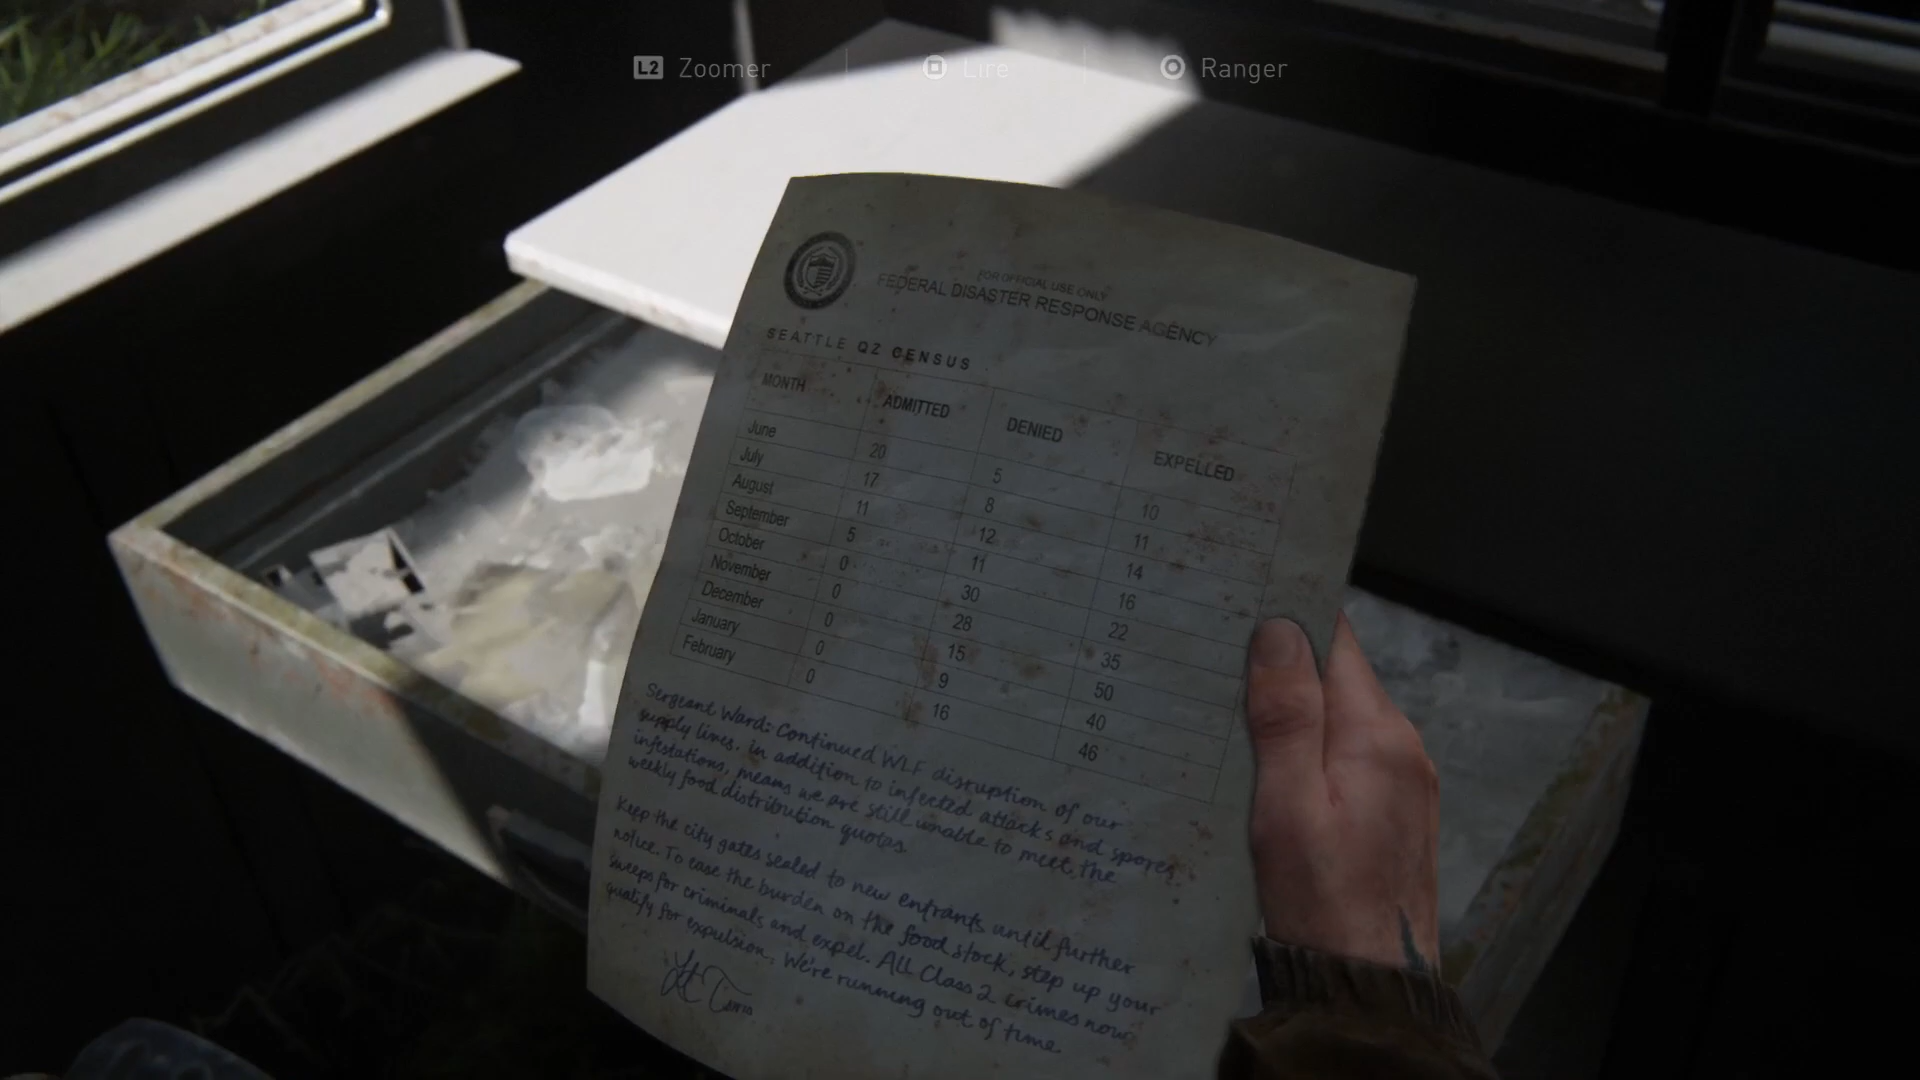 L2 Zoomer Lire Ranger
FOR OFFICIAL USE ONLY
FEDERAL DISASTER RESPONSE AGENCY
SEATTLE QZ CENSUS
MONTH ADMITTED DENIED EXPELLED
June 20 5 10
July 17 8 11
August 11 12 14
September 5 11 16
October 0 30 22
November 0 28 35
December 0 15 50
January 0 9 40
February 0 16 46
Sergeant Ward: Continued WLF disruption of our
supply lines, in addition to infected attacks and spores
infestations, means we are still unable to meet the
weekly food distribution quotas.
Keep the city gates sealed to new entrants until further
notice. To ease the burden on the food stock, step up your
sweeps for criminals and expel. All Class 2 crimes now
qualify for expulsion. We're running out of time.
Lt Torres